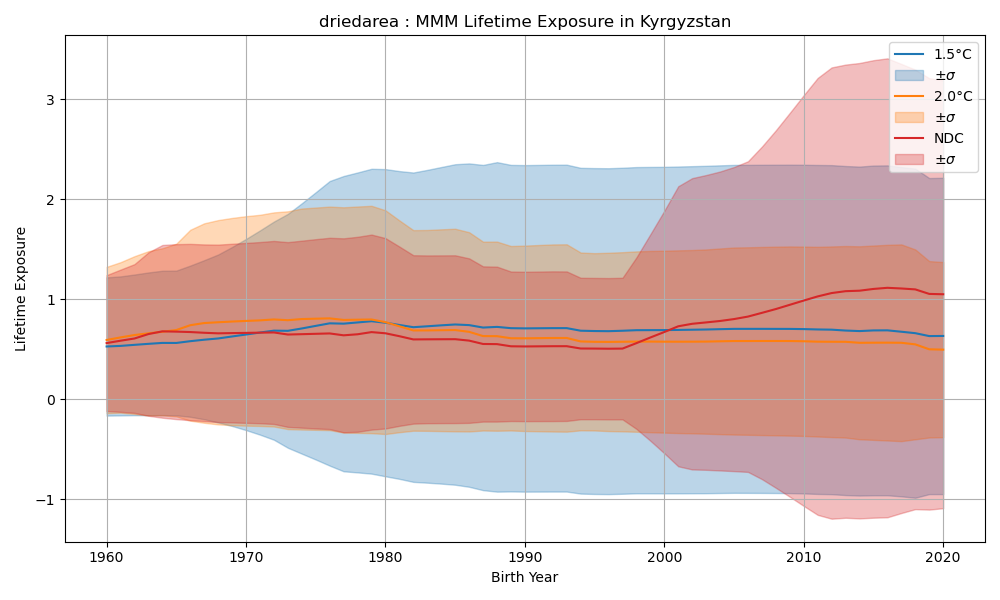 driedarea : MMM Lifetime Exposure in Kyrgyzstan
1.5°C
±σ
2.0°C
±σ
NDC
±σ
Lifetime Exposure
3
2
1
0
−1
1960 1970 1980 1990 2000 2010 2020
Birth Year